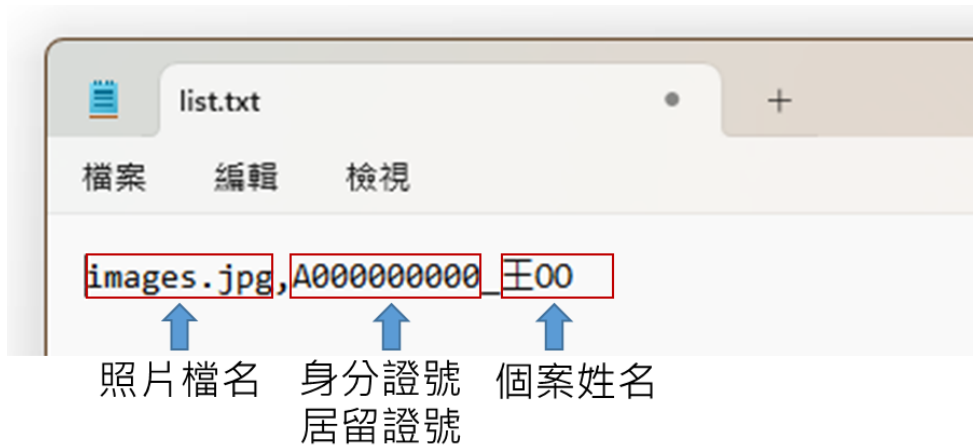 list.txt
檔案 編輯 檢視
images.jpg,A000000000_王OO
照片檔名 身分證號 個案姓名
居留證號